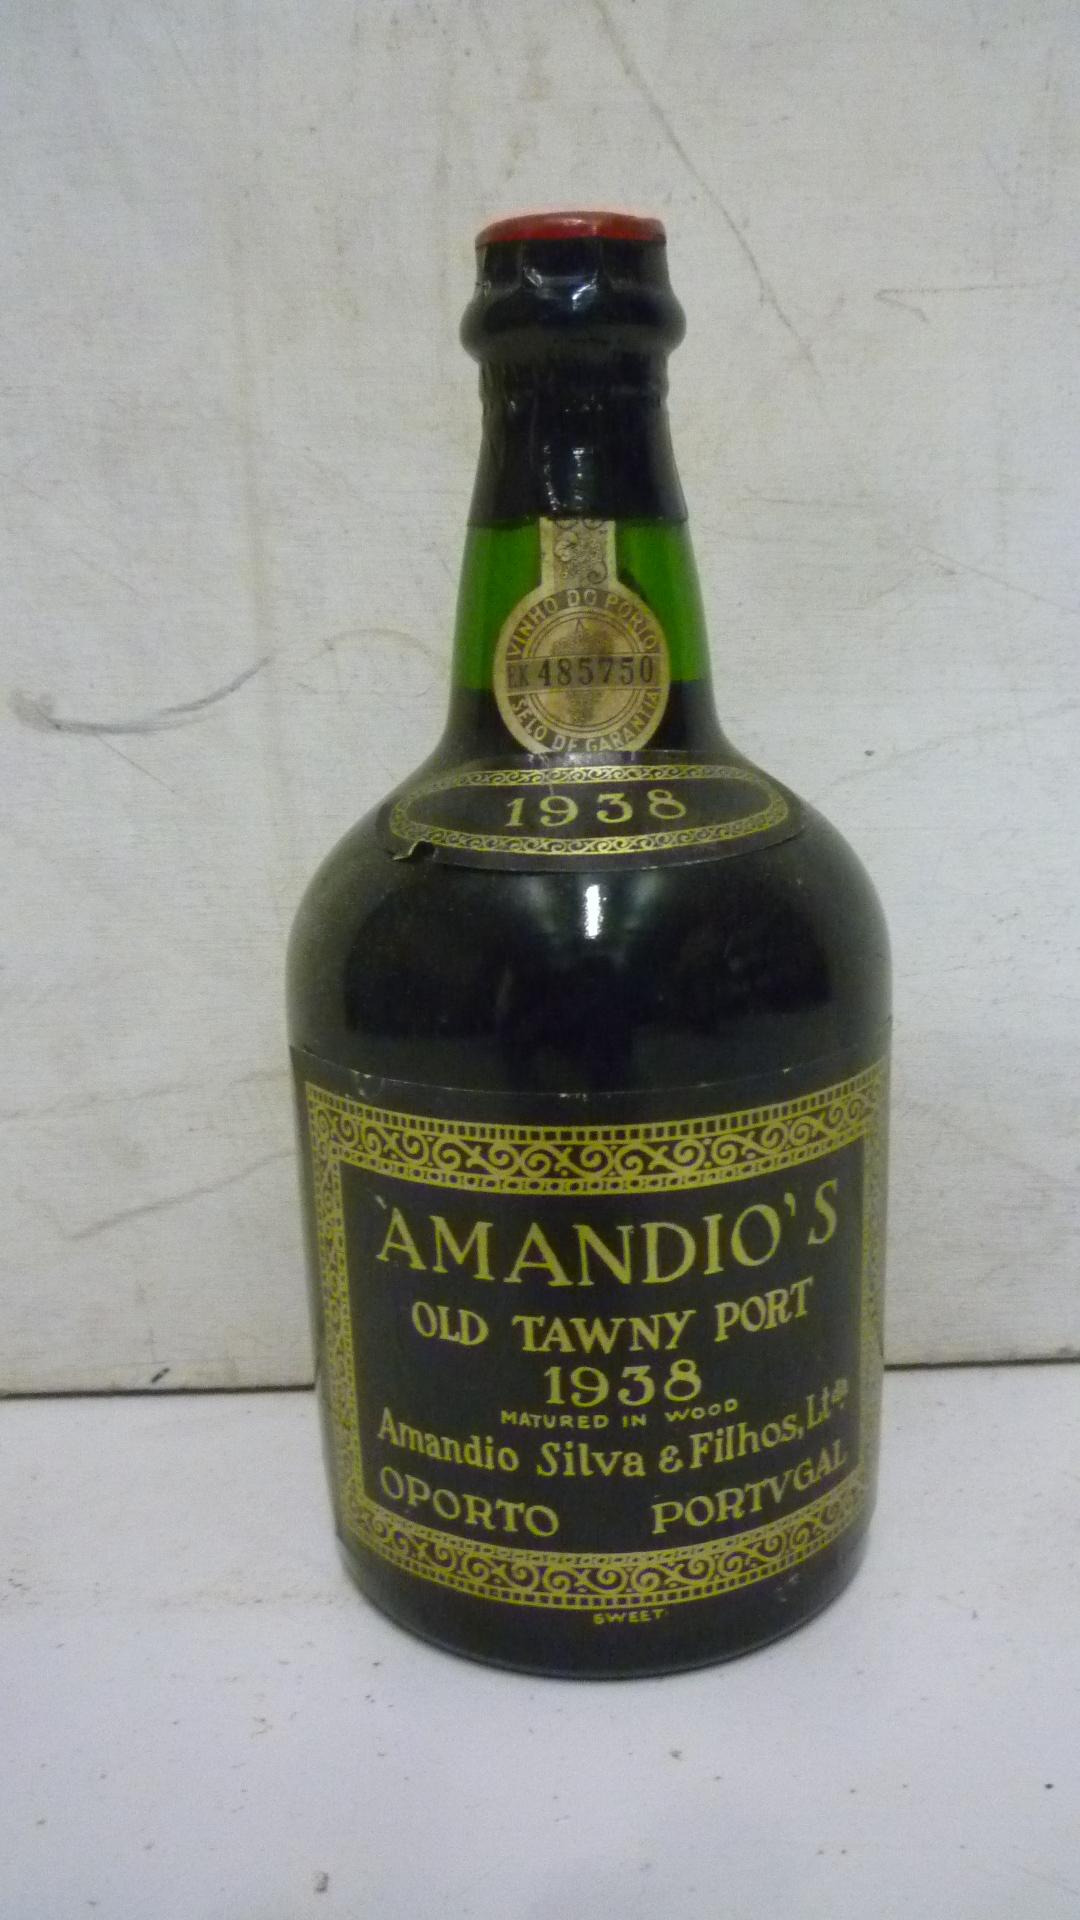 VINHO DO PORTO
EK 485750
SELO DE GARANTIA
1938
AMANDIO'S
OLD TAWNY PORT
1938
MATURED IN WOOD
Amandio Silva & Filhos, Ltda.
OPORTO PORTVGAL
SWEET